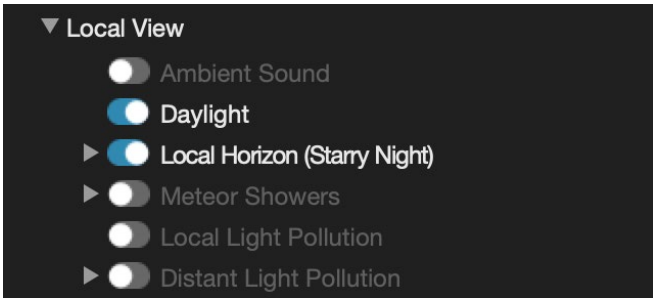 Local View
Ambient Sound
Daylight
Local Horizon (Starry Night)
Meteor Showers
Local Light Pollution
Distant Light Pollution